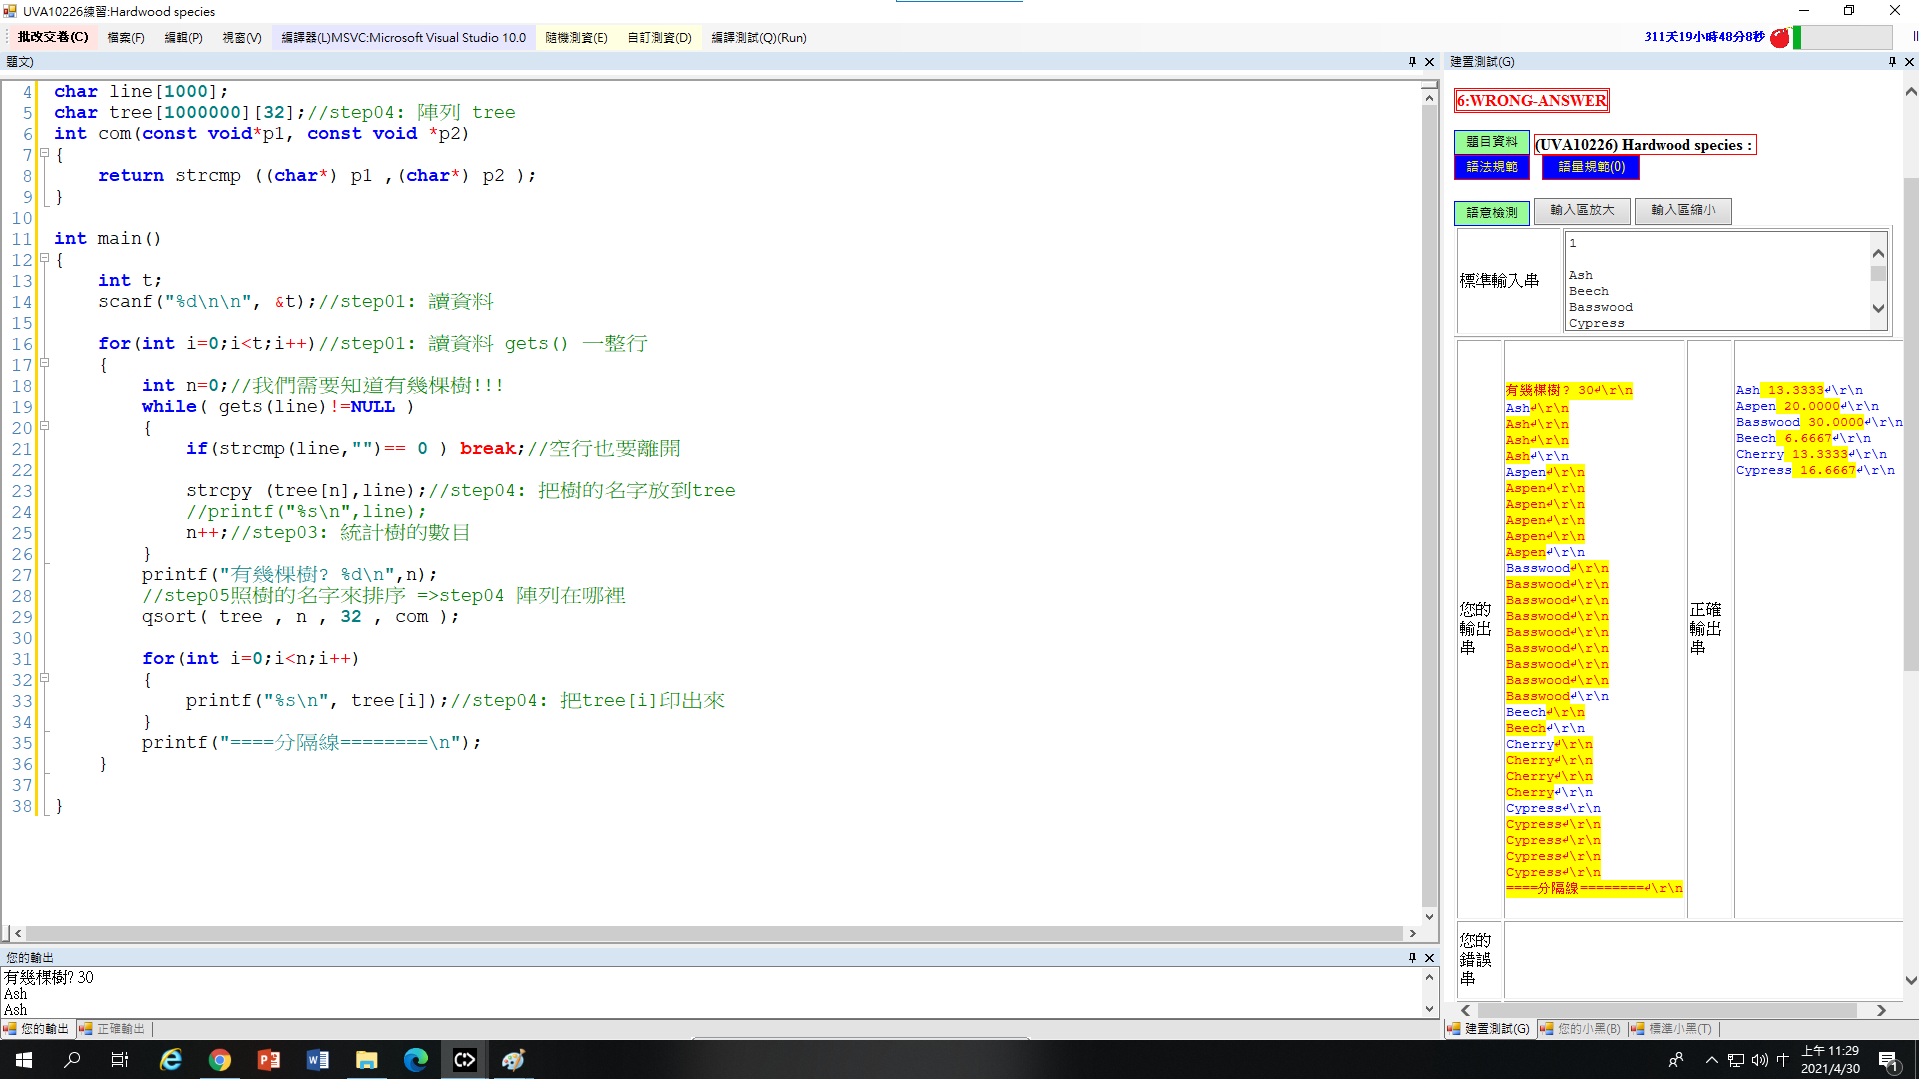 UVA10226練習:Hardwood species
批改交卷(C) 檔案(F) 編輯(P) 視窗(V) 編譯器(L)MSVC:Microsoft Visual Studio 10.0 隨機測資(E) 自訂測資(D) 編譯測試(Q)(Run) 311天19小時48分8秒
題文)
4 char line[1000];
5 char tree[1000000][32];//step04: 陣列 tree
6 int com(const void*p1, const void *p2)
7 {
8 return strcmp ((char*) p1 ,(char*) p2 );
9 }
10
11 int main()
12 {
13 int t;
14 scanf("%d\n\n", &t);//step01: 讀資料
15
16 for(int i=0;i<t;i++)//step01: 讀資料 gets() 一整行
17 {
18 int n=0;//我們需要知道有幾棵樹!!!
19 while( gets(line)!=NULL )
20 {
21 if(strcmp(line,"")== 0 ) break;//空行也要離開
22
23 strcpy (tree[n],line);//step04: 把樹的名字放到tree
24 //printf("%s\n",line);
25 n++;//step03: 統計樹的數目
26 }
27 printf("有幾棵樹? %d\n",n);
28 //step05照樹的名字來排序 =>step04 陣列在哪裡
29 qsort( tree , n , 32 , com );
30
31 for(int i=0;i<n;i++)
32 {
33 printf("%s\n", tree[i]);//step04: 把tree[i]印出來
34 }
35 printf("====分隔線========\n");
36 }
37
38 }
您的輸出
有幾棵樹? 30
Ash
Ash
您的輸出 正確輸出
建置測試(G)
6:WRONG-ANSWER
題目資料 (UVA10226) Hardwood species :
語法規範 語量規範(0)
語意檢測 輸入區放大 輸入區縮小
標準輸入串
1

Ash
Beech
Basswood
Cypress
您的輸出串
有幾棵樹? 30↲\r\n
Ash↲\r\n
Ash↲\r\n
Ash↲\r\n
Ash↲\r\n
Aspen↲\r\n
Aspen↲\r\n
Aspen↲\r\n
Aspen↲\r\n
Aspen↲\r\n
Aspen↲\r\n
Basswood↲\r\n
Basswood↲\r\n
Basswood↲\r\n
Basswood↲\r\n
Basswood↲\r\n
Basswood↲\r\n
Basswood↲\r\n
Basswood↲\r\n
Basswood↲\r\n
Beech↲\r\n
Beech↲\r\n
Cherry↲\r\n
Cherry↲\r\n
Cherry↲\r\n
Cherry↲\r\n
Cypress↲\r\n
Cypress↲\r\n
Cypress↲\r\n
Cypress↲\r\n
Cypress↲\r\n
====分隔線========↲\r\n
正確輸出串
Ash 13.3333↲\r\n
Aspen 20.0000↲\r\n
Basswood 30.0000↲\r\n
Beech 6.6667↲\r\n
Cherry 13.3333↲\r\n
Cypress 16.6667↲\r\n
您的錯誤串
建置測試(G) 您的小黑(B) 標準小黑(T)
中 上午 11:29
2021/4/30
1